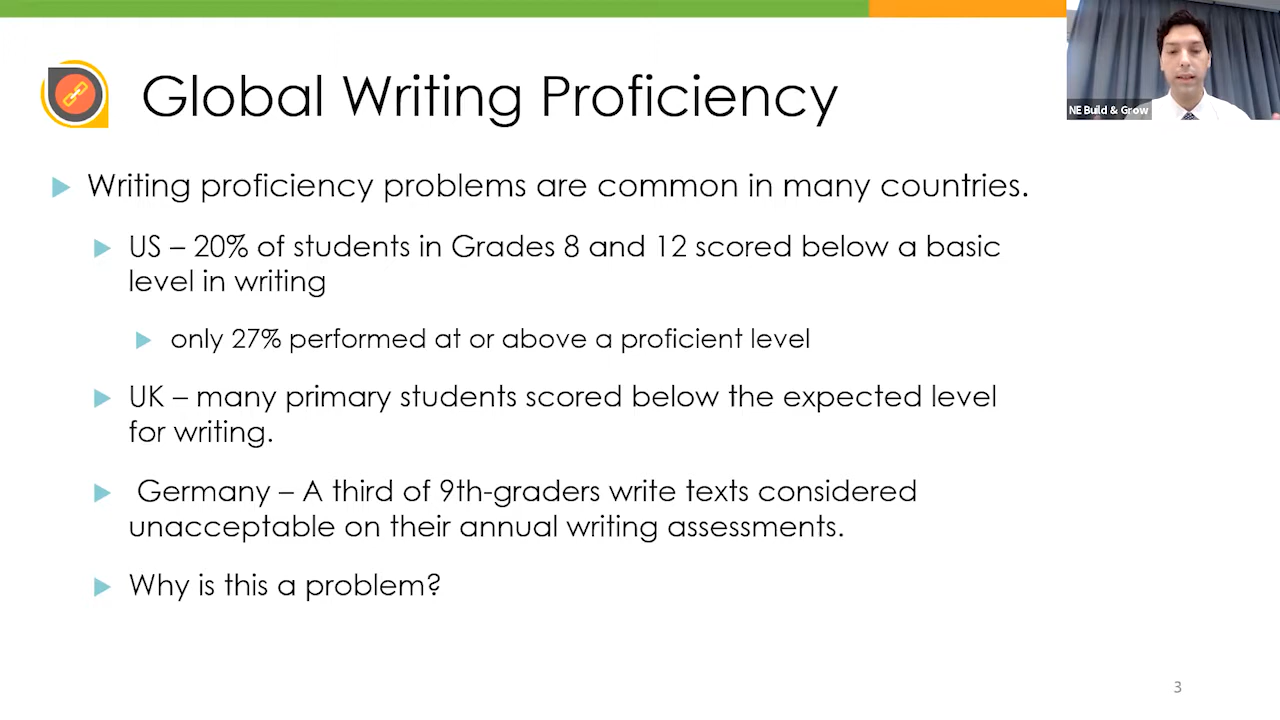 Global Writing Proficiency
NE Build & Grow
Writing proficiency problems are common in many countries.
US – 20% of students in Grades 8 and 12 scored below a basic
level in writing
only 27% performed at or above a proficient level
UK – many primary students scored below the expected level
for writing.
Germany – A third of 9th-graders write texts considered
unacceptable on their annual writing assessments.
Why is this a problem?
3